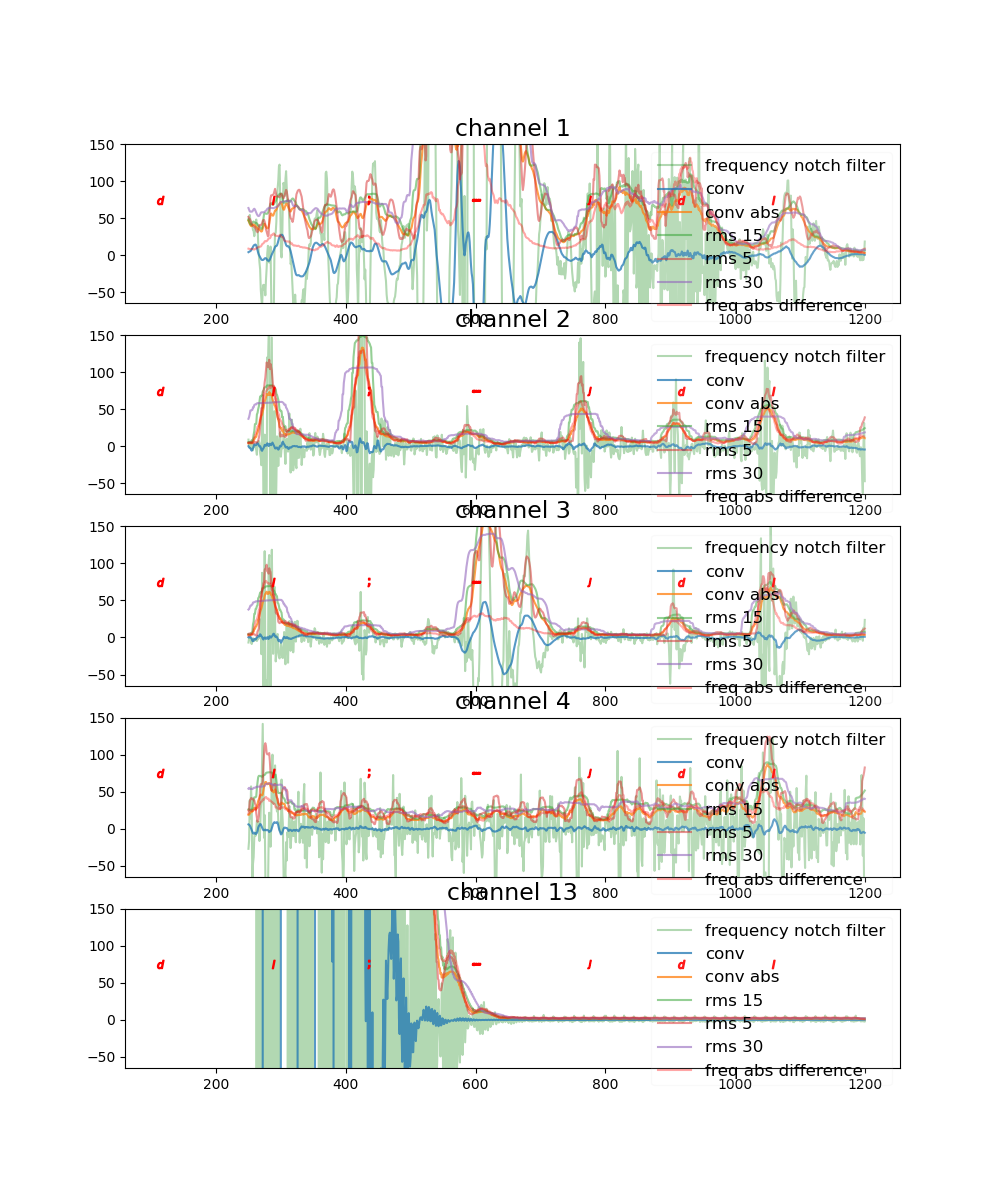 channel 1
150
100
50
0
−50
d l ; — J d l
frequency notch filter
conv
conv abs
rms 15
rms 5
rms 30
freq abs difference
200 400 600 800 1000 1200
channel 2
150
100
50
0
−50
d l ; — J d l
frequency notch filter
conv
conv abs
rms 15
rms 5
rms 30
freq abs difference
200 400 600 800 1000 1200
channel 3
150
100
50
0
−50
d l ; — J d l
frequency notch filter
conv
conv abs
rms 15
rms 5
rms 30
freq abs difference
200 400 600 800 1000 1200
channel 4
150
100
50
0
−50
d l ; — J d l
frequency notch filter
conv
conv abs
rms 15
rms 5
rms 30
freq abs difference
200 400 600 800 1000 1200
channel 13
150
100
50
0
−50
d l ; — J d l
frequency notch filter
conv
conv abs
rms 15
rms 5
rms 30
freq abs difference
200 400 600 800 1000 1200